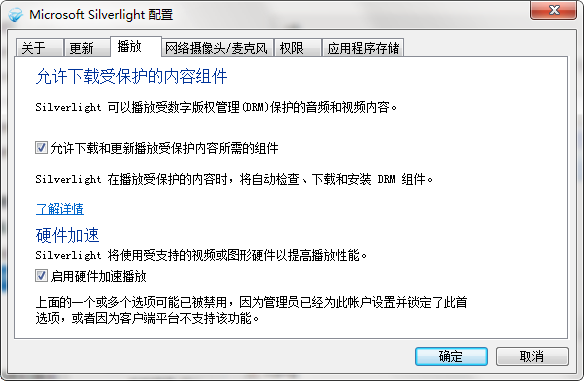 Microsoft Silverlight 配置
关于 更新 播放 网络摄像头/麦克风 权限 应用程序存储
允许下载受保护的内容组件
Silverlight 可以播放受数字版权管理(DRM)保护的音频和视频内容。
允许下载和更新播放受保护内容所需的组件
Silverlight 在播放受保护的内容时，将自动检查、下载和安装 DRM 组件。
了解详情
硬件加速
Silverlight 将使用受支持的视频或图形硬件以提高播放性能。
启用硬件加速播放
上面的一个或多个选项可能已被禁用，因为管理员已经为此帐户设置并锁定了此首
选项，或者因为客户端平台不支持该功能。
确定 取消